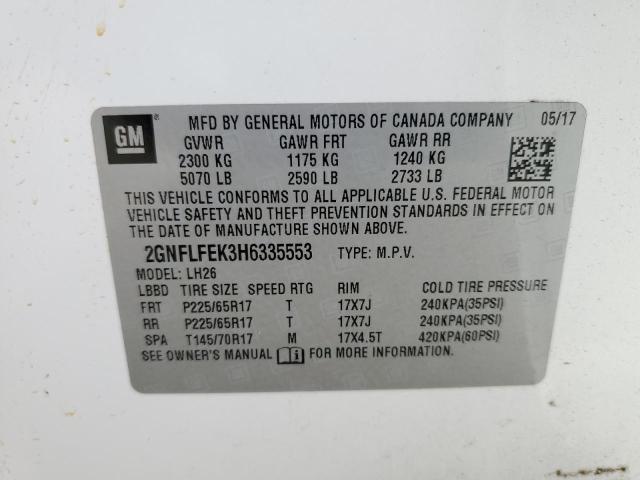 GM ® MFD BY GENERAL MOTORS OF CANADA COMPANY 05/17
GVWR GAWR FRT GAWR RR
2300 KG 1175 KG 1240 KG
5070 LB 2590 LB 2733 LB
THIS VEHICLE CONFORMS TO ALL APPLICABLE U.S. FEDERAL MOTOR
VEHICLE SAFETY AND THEFT PREVENTION STANDARDS IN EFFECT ON
THE DATE OF MANUFACTURE SHOWN ABOVE.
2GNFLFEK3H6335553 TYPE: M.P.V.
MODEL: LH26
LBBD TIRE SIZE SPEED RTG RIM COLD TIRE PRESSURE
FRT P225/65R17 T 17X7J 240KPA(35PSI)
RR P225/65R17 T 17X7J 240KPA(35PSI)
SPA T145/70R17 M 17X4.5T 420KPA(60PSI)
SEE OWNER'S MANUAL FOR MORE INFORMATION.